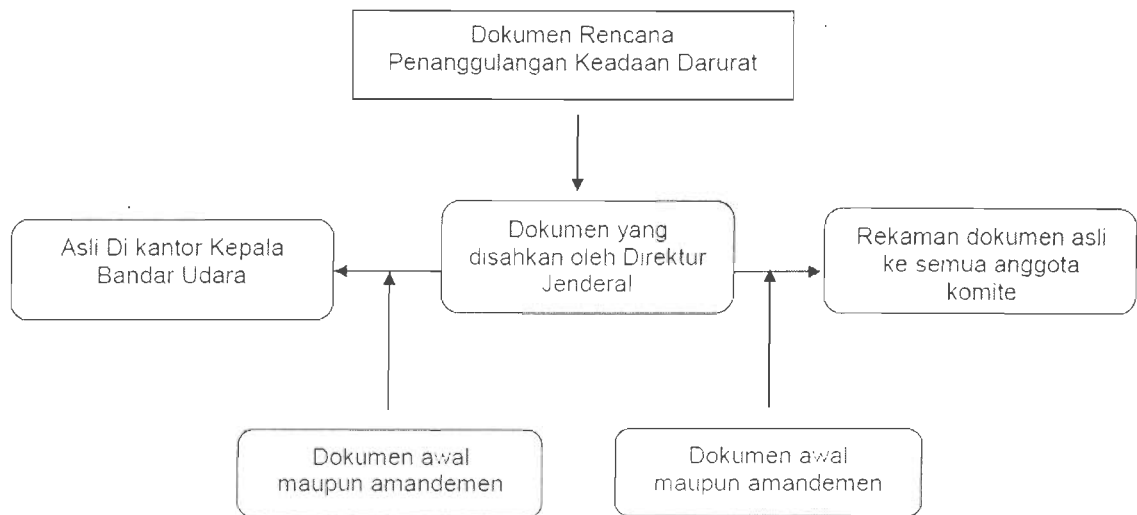 Dokumen Rencana
Penanggulangan Keadaan Darurat
Asli Di kantor Kepala
Bandar Udara
Dokumen yang
disahkan oleh Direktur
Jenderal
Rekaman dokumen asli
ke semua anggota
komite
Dokumen awal
maupun amandemen
Dokumen awal
maupun amandemen